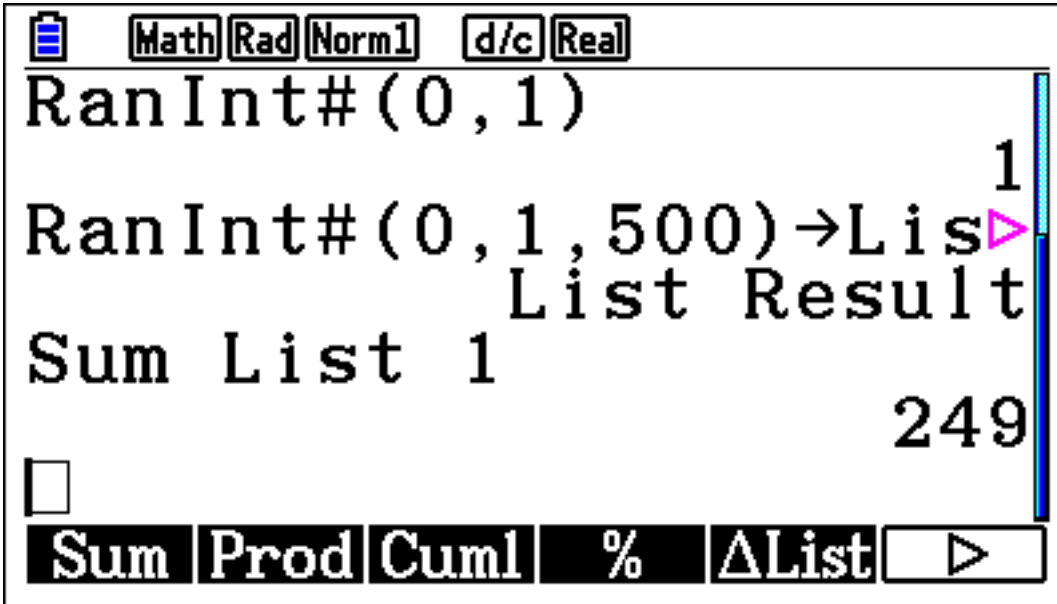 Math Rad Norm1 d/c Real
RanInt#(0,1)
1
RanInt#(0,1,500)→Lis
List Result
Sum List 1
249
Sum Prod Cuml % ΔList ▷